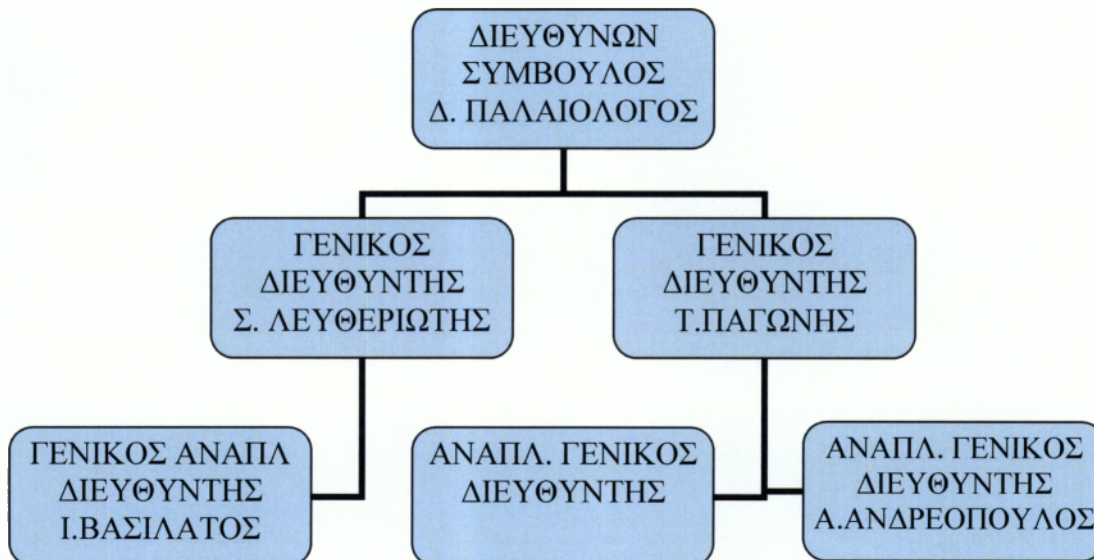 ΔΙΕΥΘΥΝΩΝ
ΣΥΜΒΟΥΛΟΣ
Δ. ΠΑΛΑΙΟΛΟΓΟΣ
ΓΕΝΙΚΟΣ
ΔΙΕΥΘΥΝΤΗΣ
Σ. ΛΕΥΘΕΡΙΩΤΗΣ
ΓΕΝΙΚΟΣ
ΔΙΕΥΘΥΝΤΗΣ
Τ.ΠΑΓΩΝΗΣ
ΓΕΝΙΚΟΣ ΑΝΑΠΛ
ΔΙΕΥΘΥΝΤΗΣ
Ι.ΒΑΣΙΛΑΤΟΣ
ΑΝΑΠΛ. ΓΕΝΙΚΟΣ
ΔΙΕΥΘΥΝΤΗΣ
ΑΝΑΠΛ. ΓΕΝΙΚΟΣ
ΔΙΕΥΘΥΝΤΗΣ
Α.ΑΝΔΡΕΟΠΟΥΛΟΣ